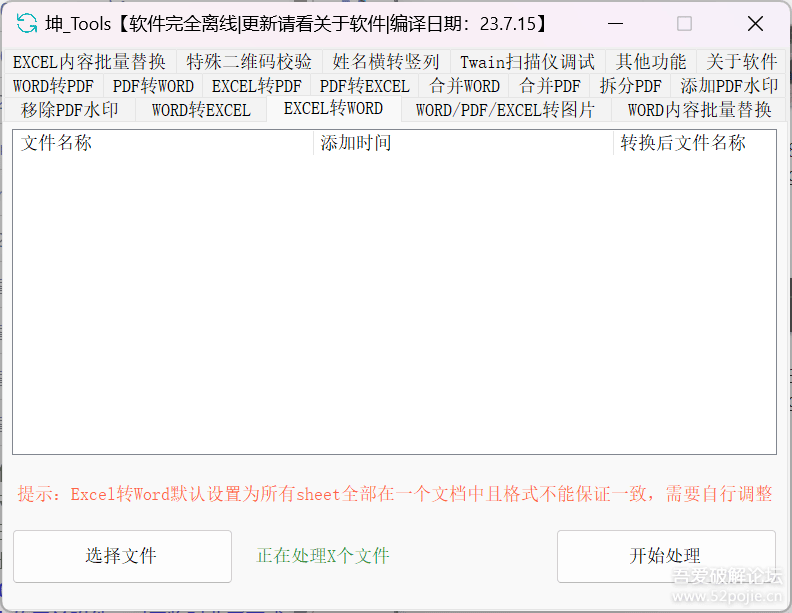 坤_Tools【软件完全离线|更新请看关于软件|编译日期：23.7.15】
EXCEL内容批量替换 特殊二维码校验 姓名横转竖列 Twain扫描仪调试 其他功能 关于软件
WORD转PDF PDF转WORD EXCEL转PDF PDF转EXCEL 合并WORD 合并PDF 拆分PDF 添加PDF水印
移除PDF水印 WORD转EXCEL EXCEL转WORD WORD/PDF/EXCEL转图片 WORD内容批量替换
文件名称 添加时间 转换后文件名称
提示：Excel转Word默认设置为所有sheet全部在一个文档中且格式不能保证一致，需要自行调整
选择文件 正在处理X个文件 开始处理
吾爱破解论坛
www.52pojie.cn